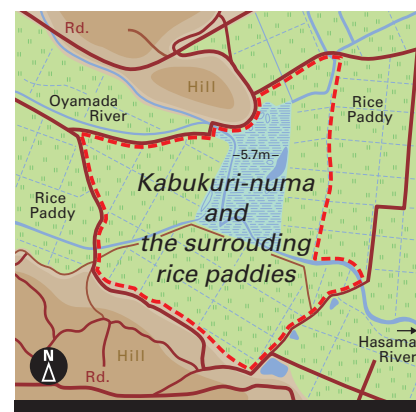 Rd.
Hill
Oyamada
River
Rice
Paddy
–5.7m–
Rice
Paddy
Kabukuri-numa
and
the surrouding
rice paddies
Hasama
River
Hill
N
Rd.